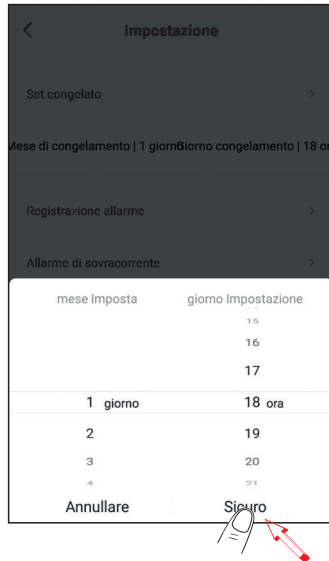 Impostazione
Set congelato
Mese di congelamento | 1 giorno
Giorno congelamento | 18 or
Registrazione allarme
Allarme di sovracorrente
mese Imposta giorno Impostazione
15
16
17
1 giorno 18 ora
2 19
3 20
4 21
Annullare Sicuro